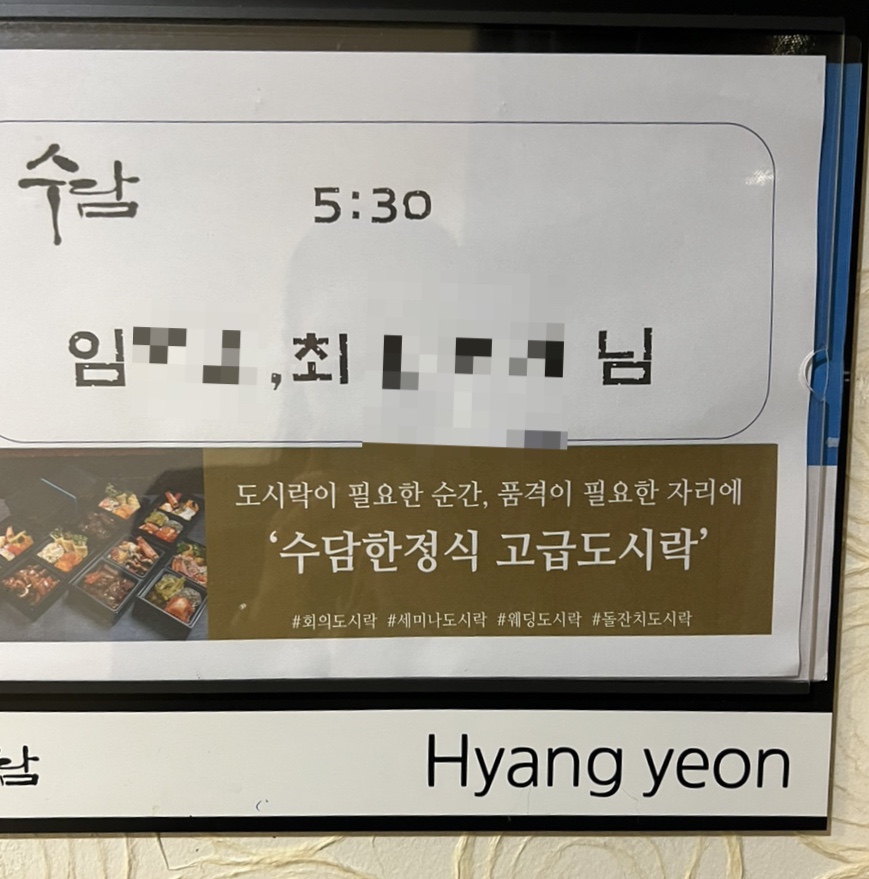 수담
5:30
임 ,최 님
도시락이 필요한 순간, 품격이 필요한 자리에
‘수담한정식 고급도시락’
#회의도시락 #세미나도시락 #웨딩도시락 #돌잔치도시락
담 Hyang yeon